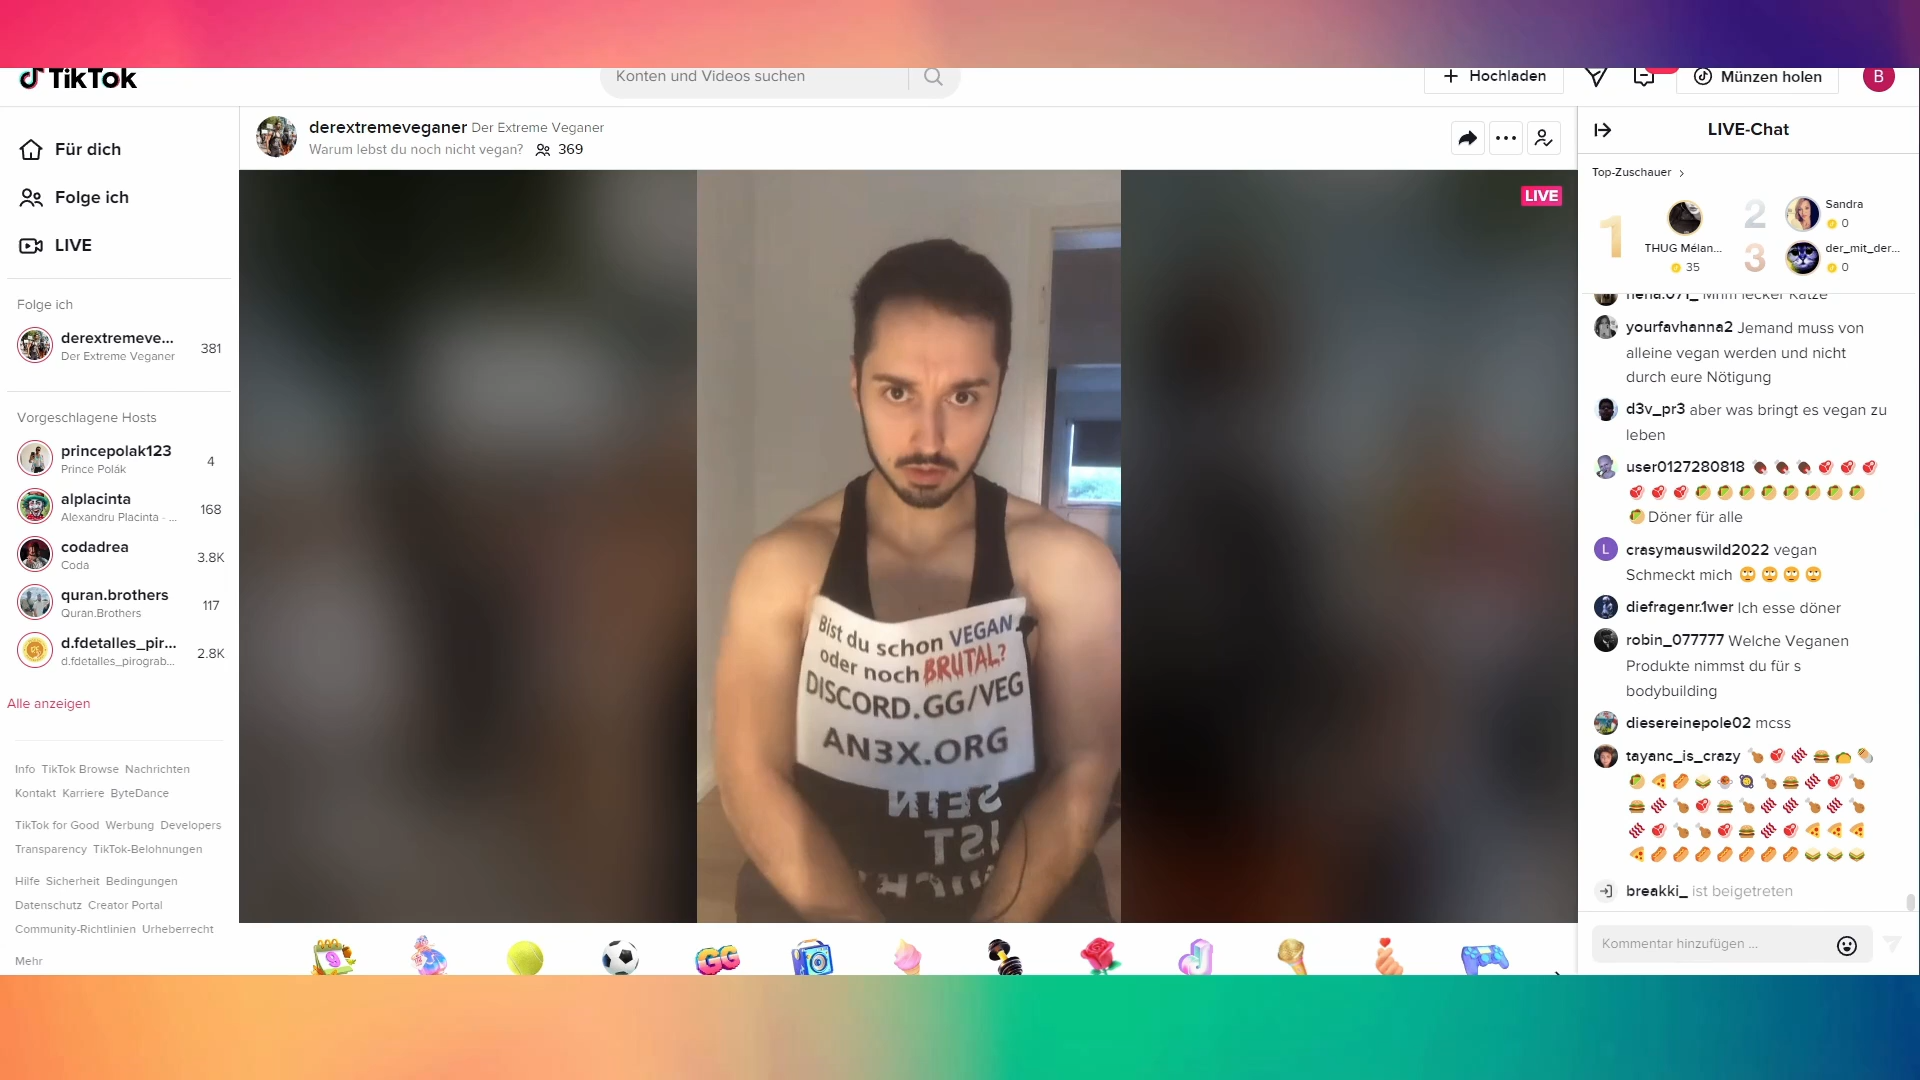 TikTok
Konten und Videos suchen
Hochladen
Münzen holen
B
Für dich
Folge ich
LIVE
Folge ich
derextremeve...
Der Extreme Veganer
381
Vorgeschlagene Hosts
princepolak123
Prince Polák
4
alplacinta
Alexandru Placinta - ...
168
codadrea
Coda
3.8K
quran.brothers
Quran.Brothers
117
d.fdetalles_pir...
d.fdetalles_pirograb...
2.8K
Alle anzeigen
Info TikTok Browse Nachrichten
Kontakt Karriere ByteDance
TikTok for Good Werbung Developers
Transparency TikTok-Belohnungen
Hilfe Sicherheit Bedingungen
Datenschutz Creator Portal
Community-Richtlinien Urheberrecht
Mehr
derextremeveganer Der Extreme Veganer
Warum lebst du noch nicht vegan? 369
LIVE
Bist du schon VEGAN
oder noch BRUTAL?
DISCORD.GG/VEG
AN3X.ORG
SEIN
IST
GG
LIVE-Chat
Top-Zuschauer
1
THUG Mélan...
35
2
Sandra
0
3
der_mit_der...
0
nena.071_ Mhm lecker Katze
yourfavhanna2 Jemand muss von
alleine vegan werden und nicht
durch eure Nötigung
d3v_pr3 aber was bringt es vegan zu
leben
user0127280818 🍖 🍖 🍖 🥩 🥩 🥩
🥩 🥩 🥩 🥙 🥙 🥙 🥙 🥙 🥙 🥙 🥙
🥙 Döner für alle
L
crasymauswild2022 vegan
Schmeckt mich 🙄 🙄 🙄 🙄
diefragenr.1wer Ich esse döner
robin_077777 Welche Veganen
Produkte nimmst du für s
bodybuilding
diesereinepole02 mcss
tayanc_is_crazy
breakki_ ist beigetreten
Kommentar hinzufügen ...